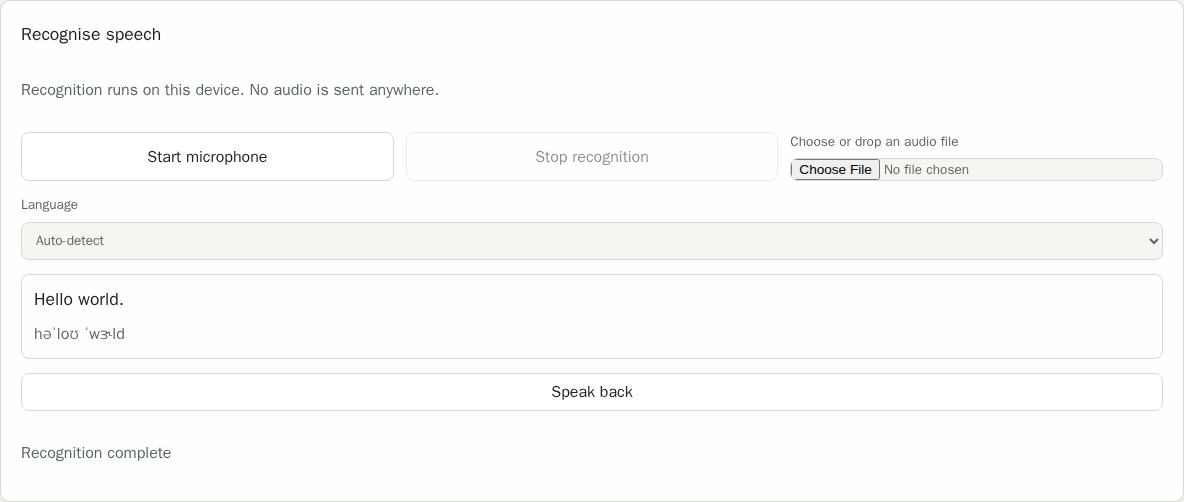 Recognise speech
Recognition runs on this device. No audio is sent anywhere.
Start microphone
Stop recognition
Choose or drop an audio file
Choose File No file chosen
Language
Auto-detect
Hello world.
həˈloʊ ˈwɝld
Speak back
Recognition complete